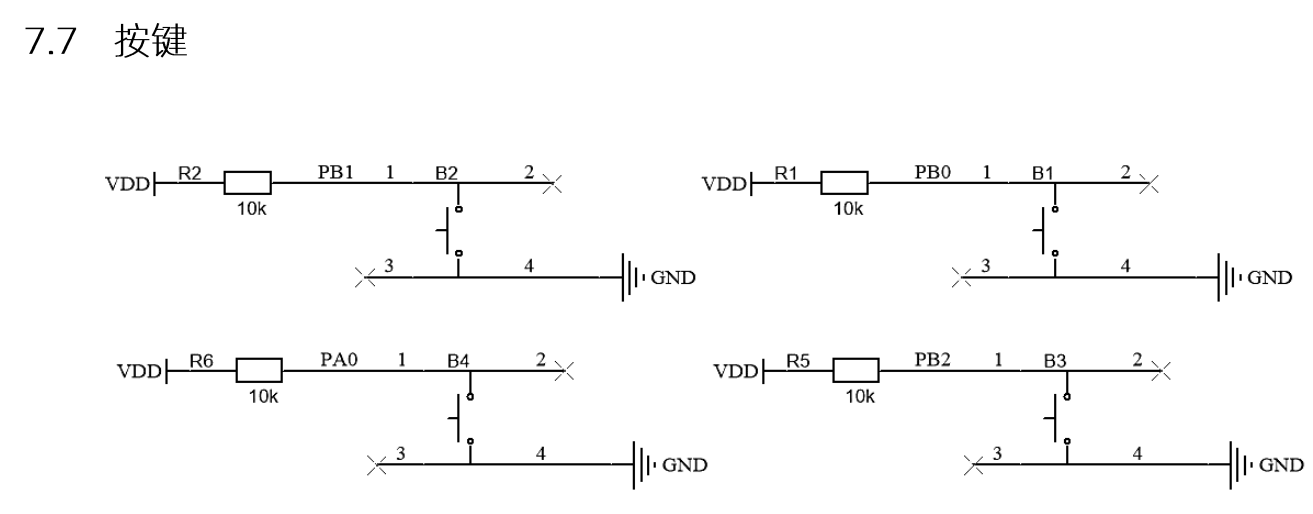 7.7 按键
VDD R2 PB1 1 B2 2
10k
3 4 GND
VDD R1 PB0 1 B1 2
10k
3 4 GND
VDD R6 PA0 1 B4 2
10k
3 4 GND
VDD R5 PB2 1 B3 2
10k
3 4 GND